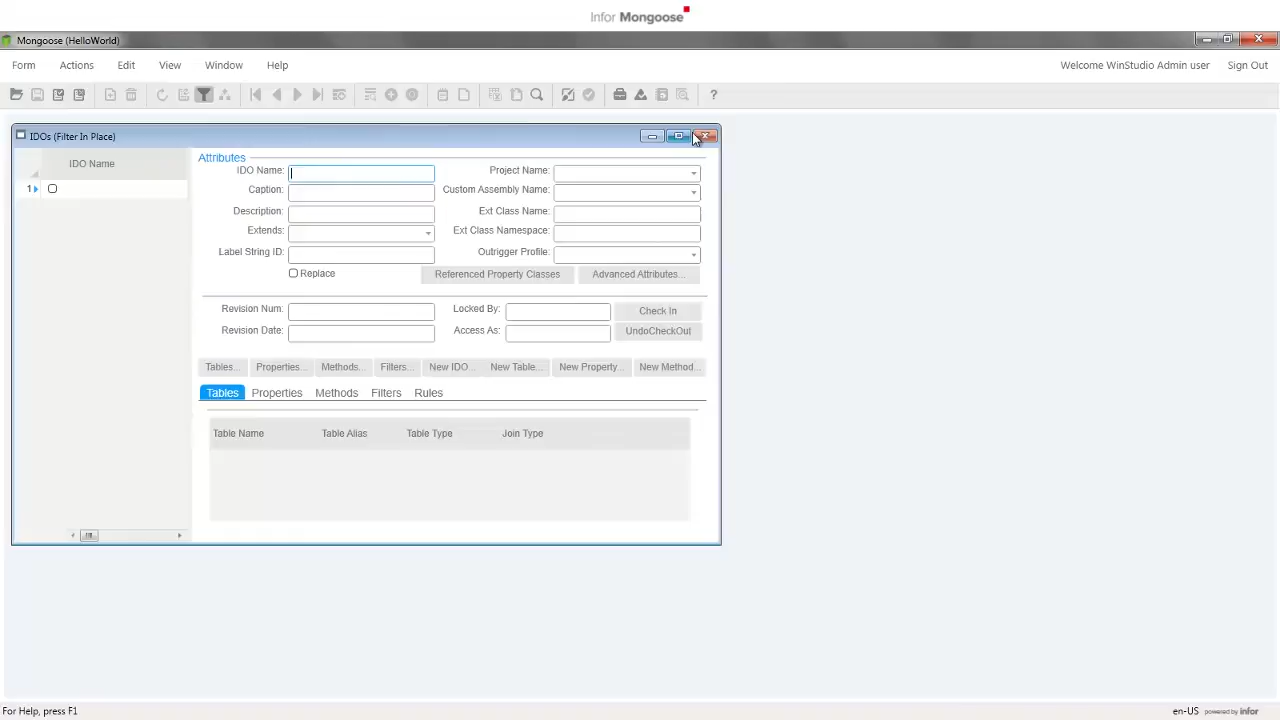 Infor Mongoose
Mongoose (HelloWorld)
Form Actions Edit View Window Help Welcome WinStudio Admin user Sign Out
?
IDOs (Filter In Place)
IDO Name
1
Attributes
IDO Name: Project Name:
Caption: Custom Assembly Name:
Description: Ext Class Name:
Extends: Ext Class Namespace:
Label String ID: Outrigger Profile:
Replace Referenced Property Classes Advanced Attributes...
Revision Num: Locked By: Check In
Revision Date: Access As: UndoCheckOut
Tables... Properties... Methods... Filters... New IDO... New Table... New Property... New Method...
Tables Properties Methods Filters Rules
Table Name Table Alias Table Type Join Type
For Help, press F1 en-US powered by infor